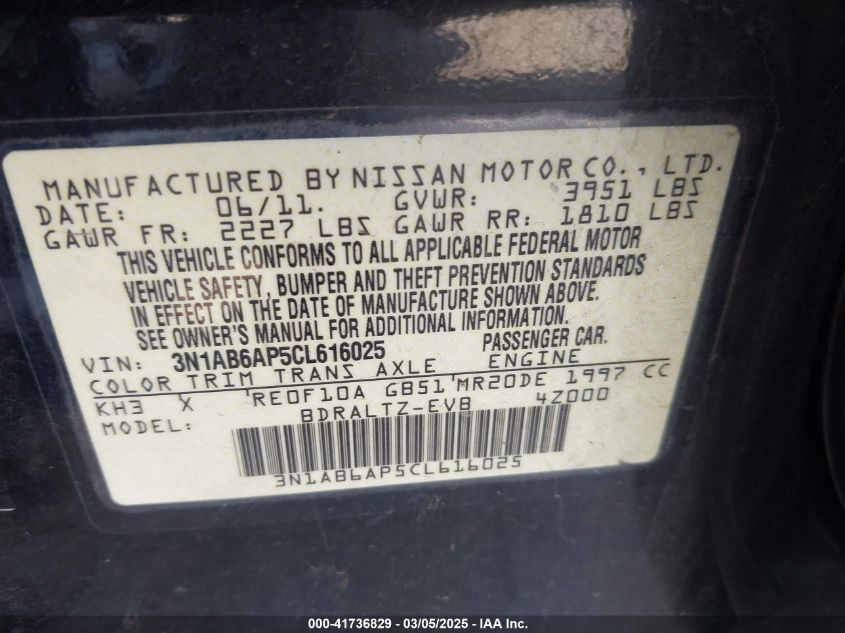 MANUFACTURED BY NISSAN MOTOR CO., LTD.
DATE: 06/11. GVWR: 3951 LBS
GAWR FR: 2227 LBS GAWR RR: 1810 LBS
THIS VEHICLE CONFORMS TO ALL APPLICABLE FEDERAL MOTOR
VEHICLE SAFETY, BUMPER AND THEFT PREVENTION STANDARDS
IN EFFECT ON THE DATE OF MANUFACTURE SHOWN ABOVE.
SEE OWNER'S MANUAL FOR ADDITIONAL INFORMATION.
VIN: 3N1AB6AP5CL616025 PASSENGER CAR.
COLOR TRIM TRANS AXLE ENGINE
KH3 X RE0F10A GB51 MR20DE 1997 CC
MODEL: BDRALTZ-EVB 4Z000
3N1AB6AP5CL616025
000-41736829 - 03/05/2025 - IAA Inc.